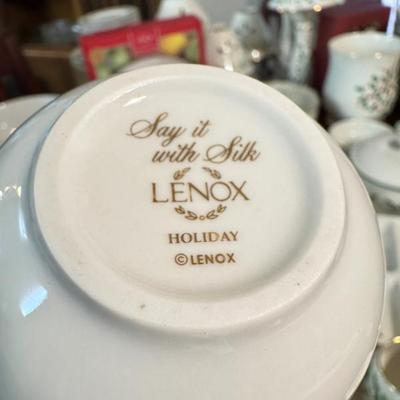 Say it
with Silk
LENOX
HOLIDAY
© LENOX